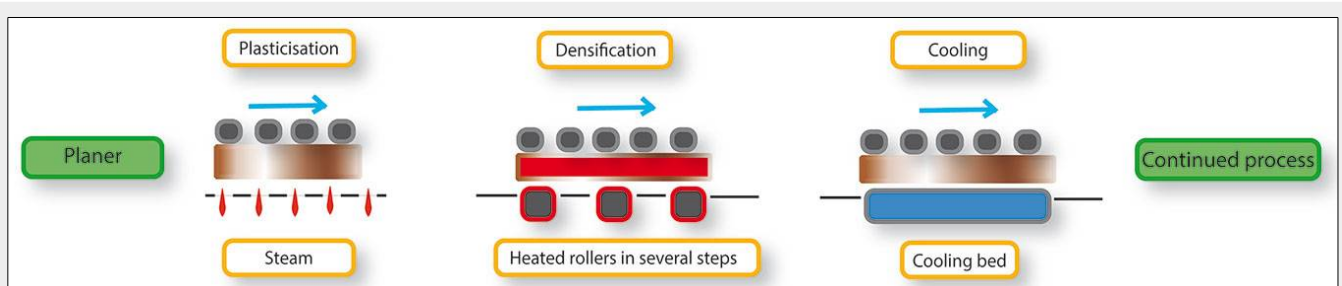 Plasticisation
Densification
Cooling
Planer
Continued process
Steam
Heated rollers in several steps
Cooling bed